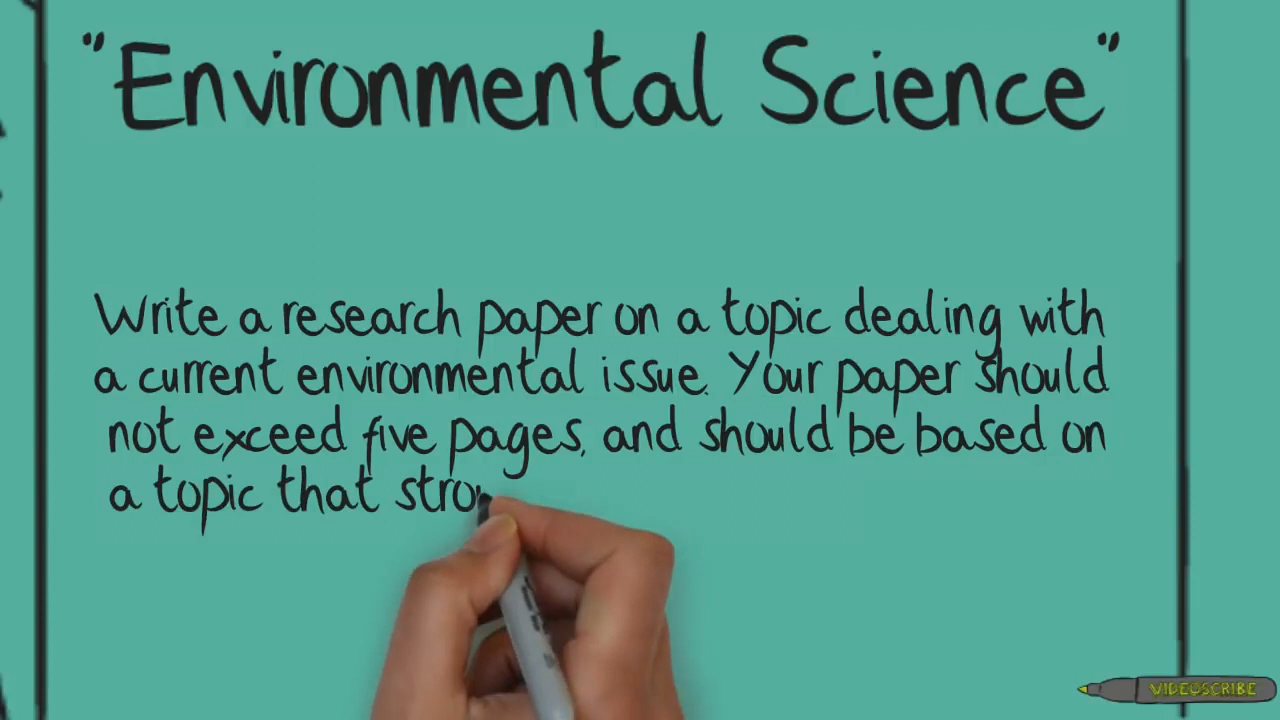 "Environmental Science"
Write a research paper on a topic dealing with
a current environmental issue. Your paper should
not exceed five pages, and should be based on
a topic that
VIDEOSCRIBE